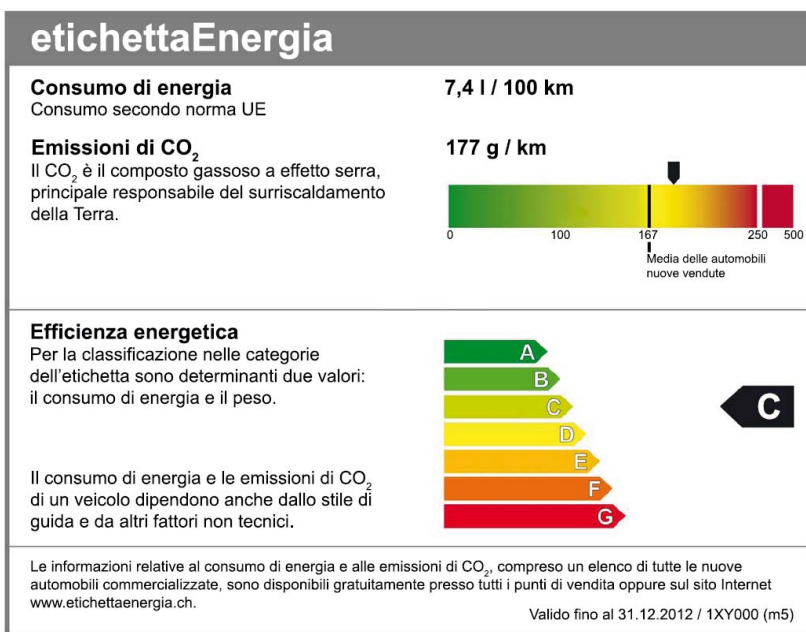 etichettaEnergia
Consumo di energia
7,4 l / 100 km
Consumo secondo norma UE
Emissioni di CO₂
177 g / km
Il CO₂ è il composto gassoso a effetto serra,
principale responsabile del surriscaldamento
della Terra.
0 100 167 250 500
Media delle automobili
nuove vendute
Efficienza energetica
Per la classificazione nelle categorie
dell'etichetta sono determinanti due valori:
il consumo di energia e il peso.
A
B
C
D
E
F
G
C
Il consumo di energia e le emissioni di CO₂
di un veicolo dipendono anche dallo stile di
guida e da altri fattori non tecnici.
Le informazioni relative al consumo di energia e alle emissioni di CO₂, compreso un elenco di tutte le nuove
automobili commercializzate, sono disponibili gratuitamente presso tutti i punti di vendita oppure sul sito Internet
www.etichettaenergia.ch.
Valido fino al 31.12.2012 / 1XY000 (m5)